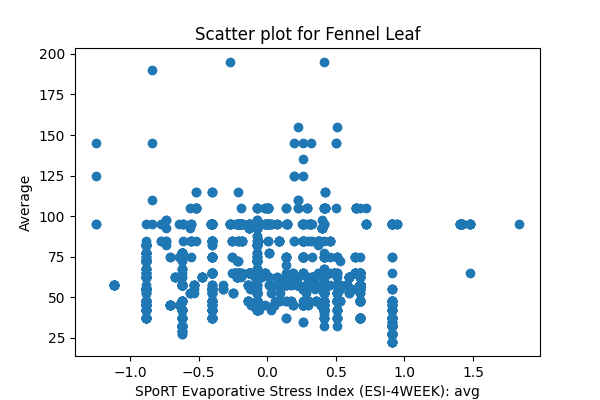 Scatter plot for Fennel Leaf
200
175
150
125
100
75
50
25
Average
−1.0 −0.5 0.0 0.5 1.0 1.5
SPoRT Evaporative Stress Index (ESI-4WEEK): avg